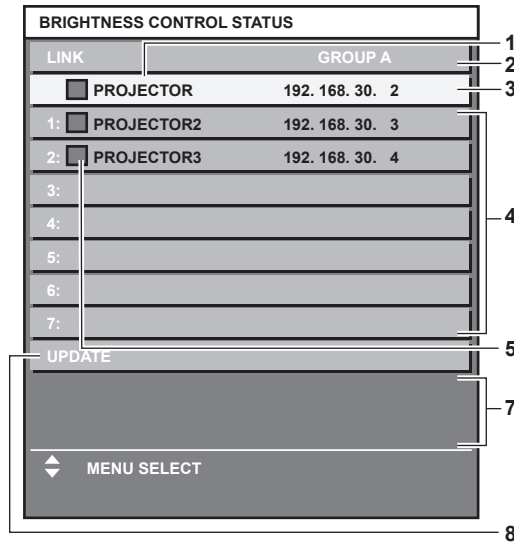 BRIGHTNESS CONTROL STATUS
1
LINK GROUP A
2
PROJECTOR 192. 168. 30. 2
3
1: PROJECTOR2 192. 168. 30. 3
2: PROJECTOR3 192. 168. 30. 4
3:
4
4:
5:
6:
7:
5
UPDATE
7
MENU SELECT
8